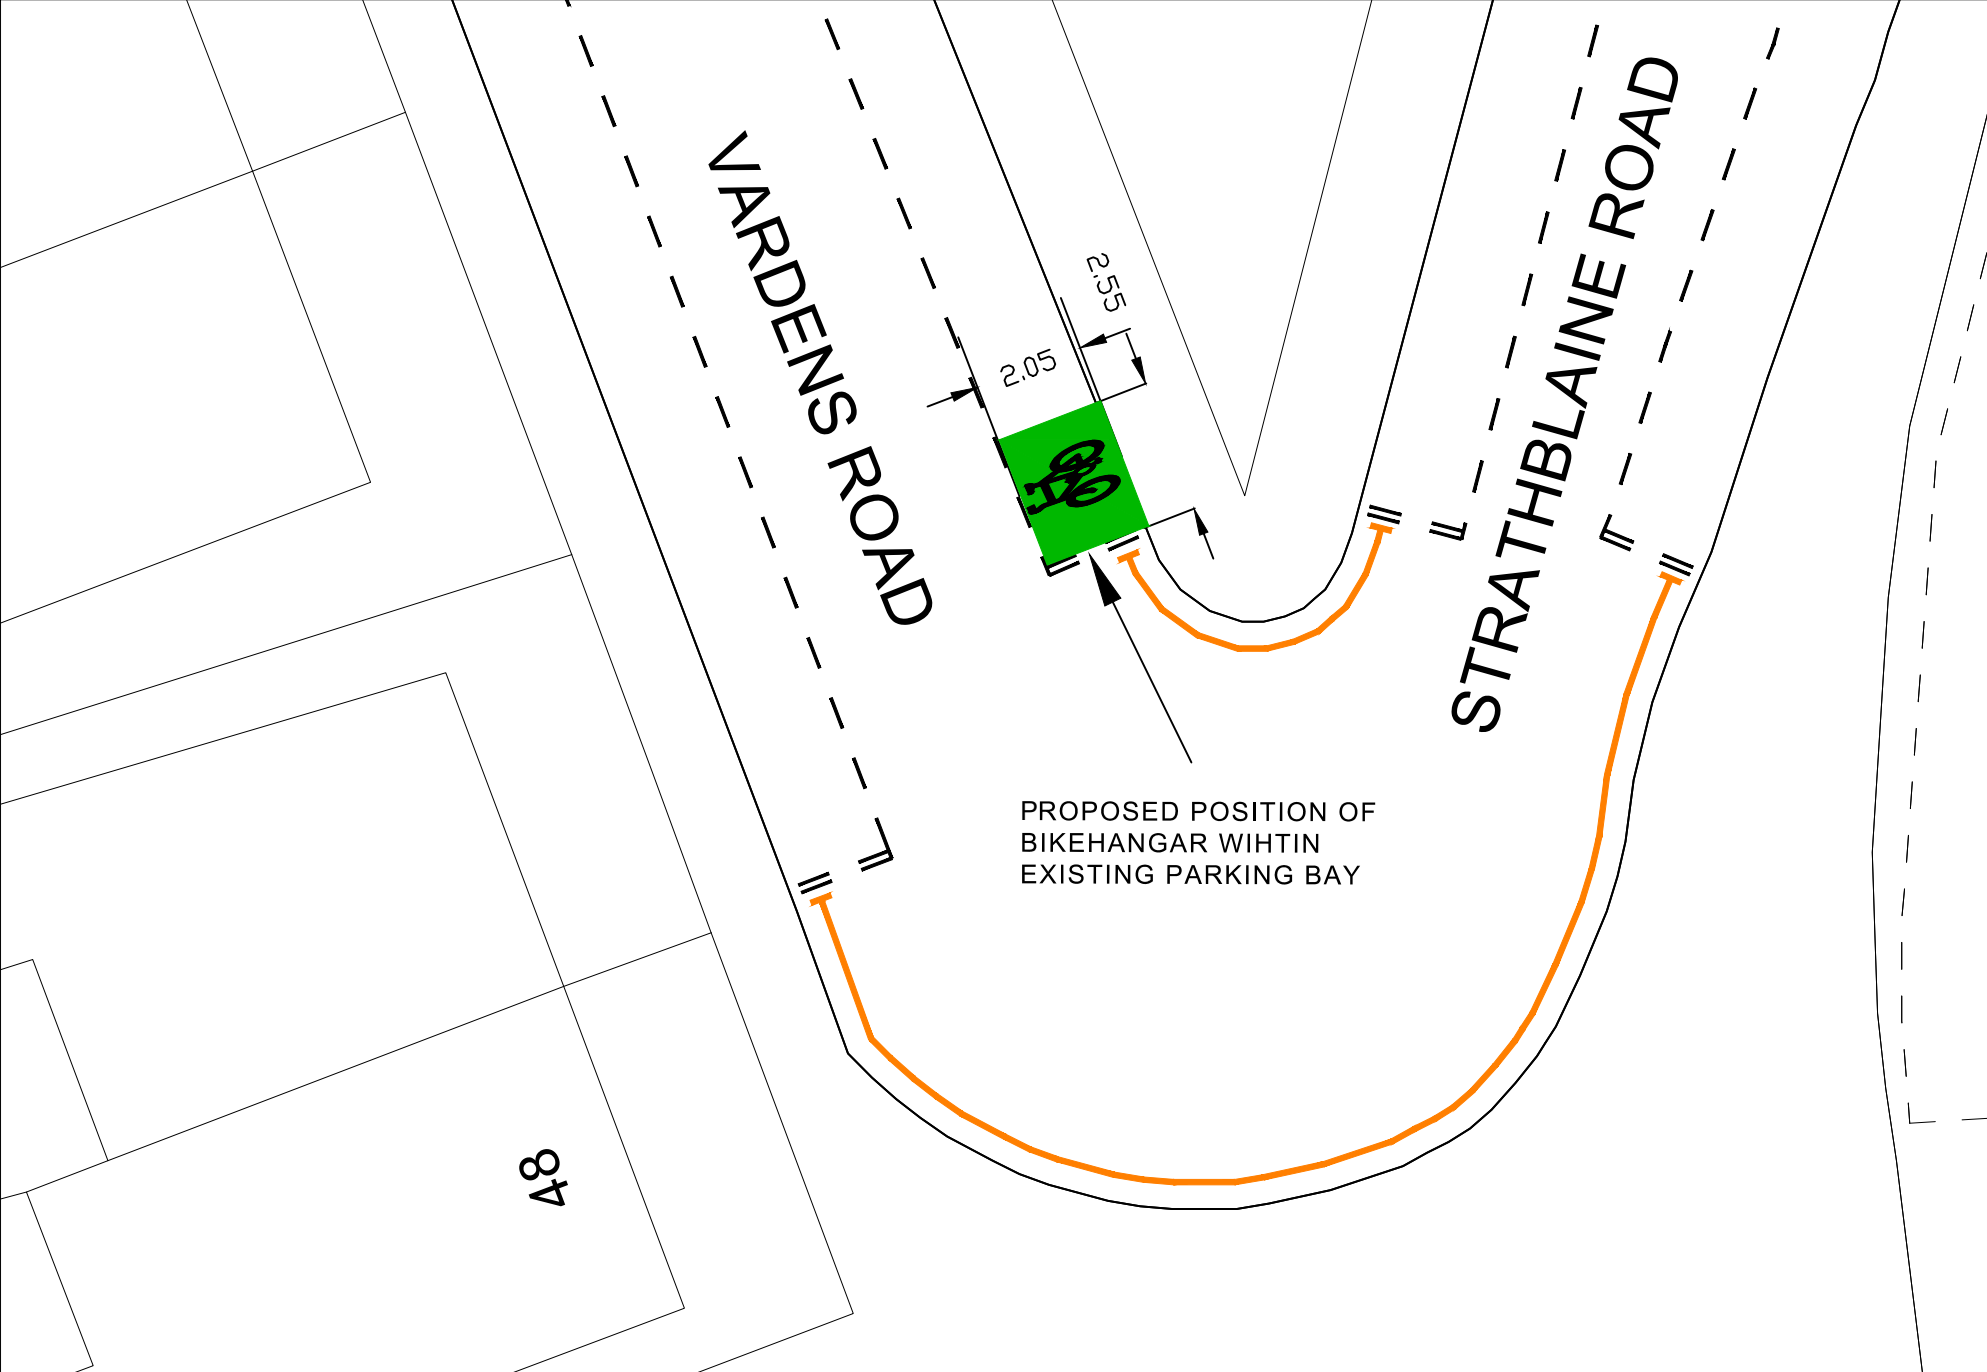 VARDENS ROAD
STRATHBLAINE ROAD
2.55
2.05
PROPOSED POSITION OF
BIKEHANGAR WIHTIN
EXISTING PARKING BAY
48